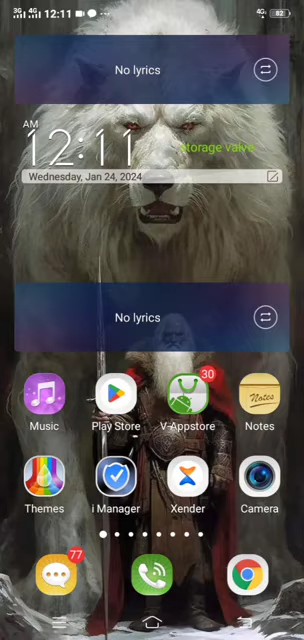 3G 4G 12:11 4G 82
No lyrics
AM
12:11
Storage valve
Wednesday, Jan 24, 2024
No lyrics
30
Music Play Store V-Appstore Notes
Notes
i Manager Xender Camera Themes
77